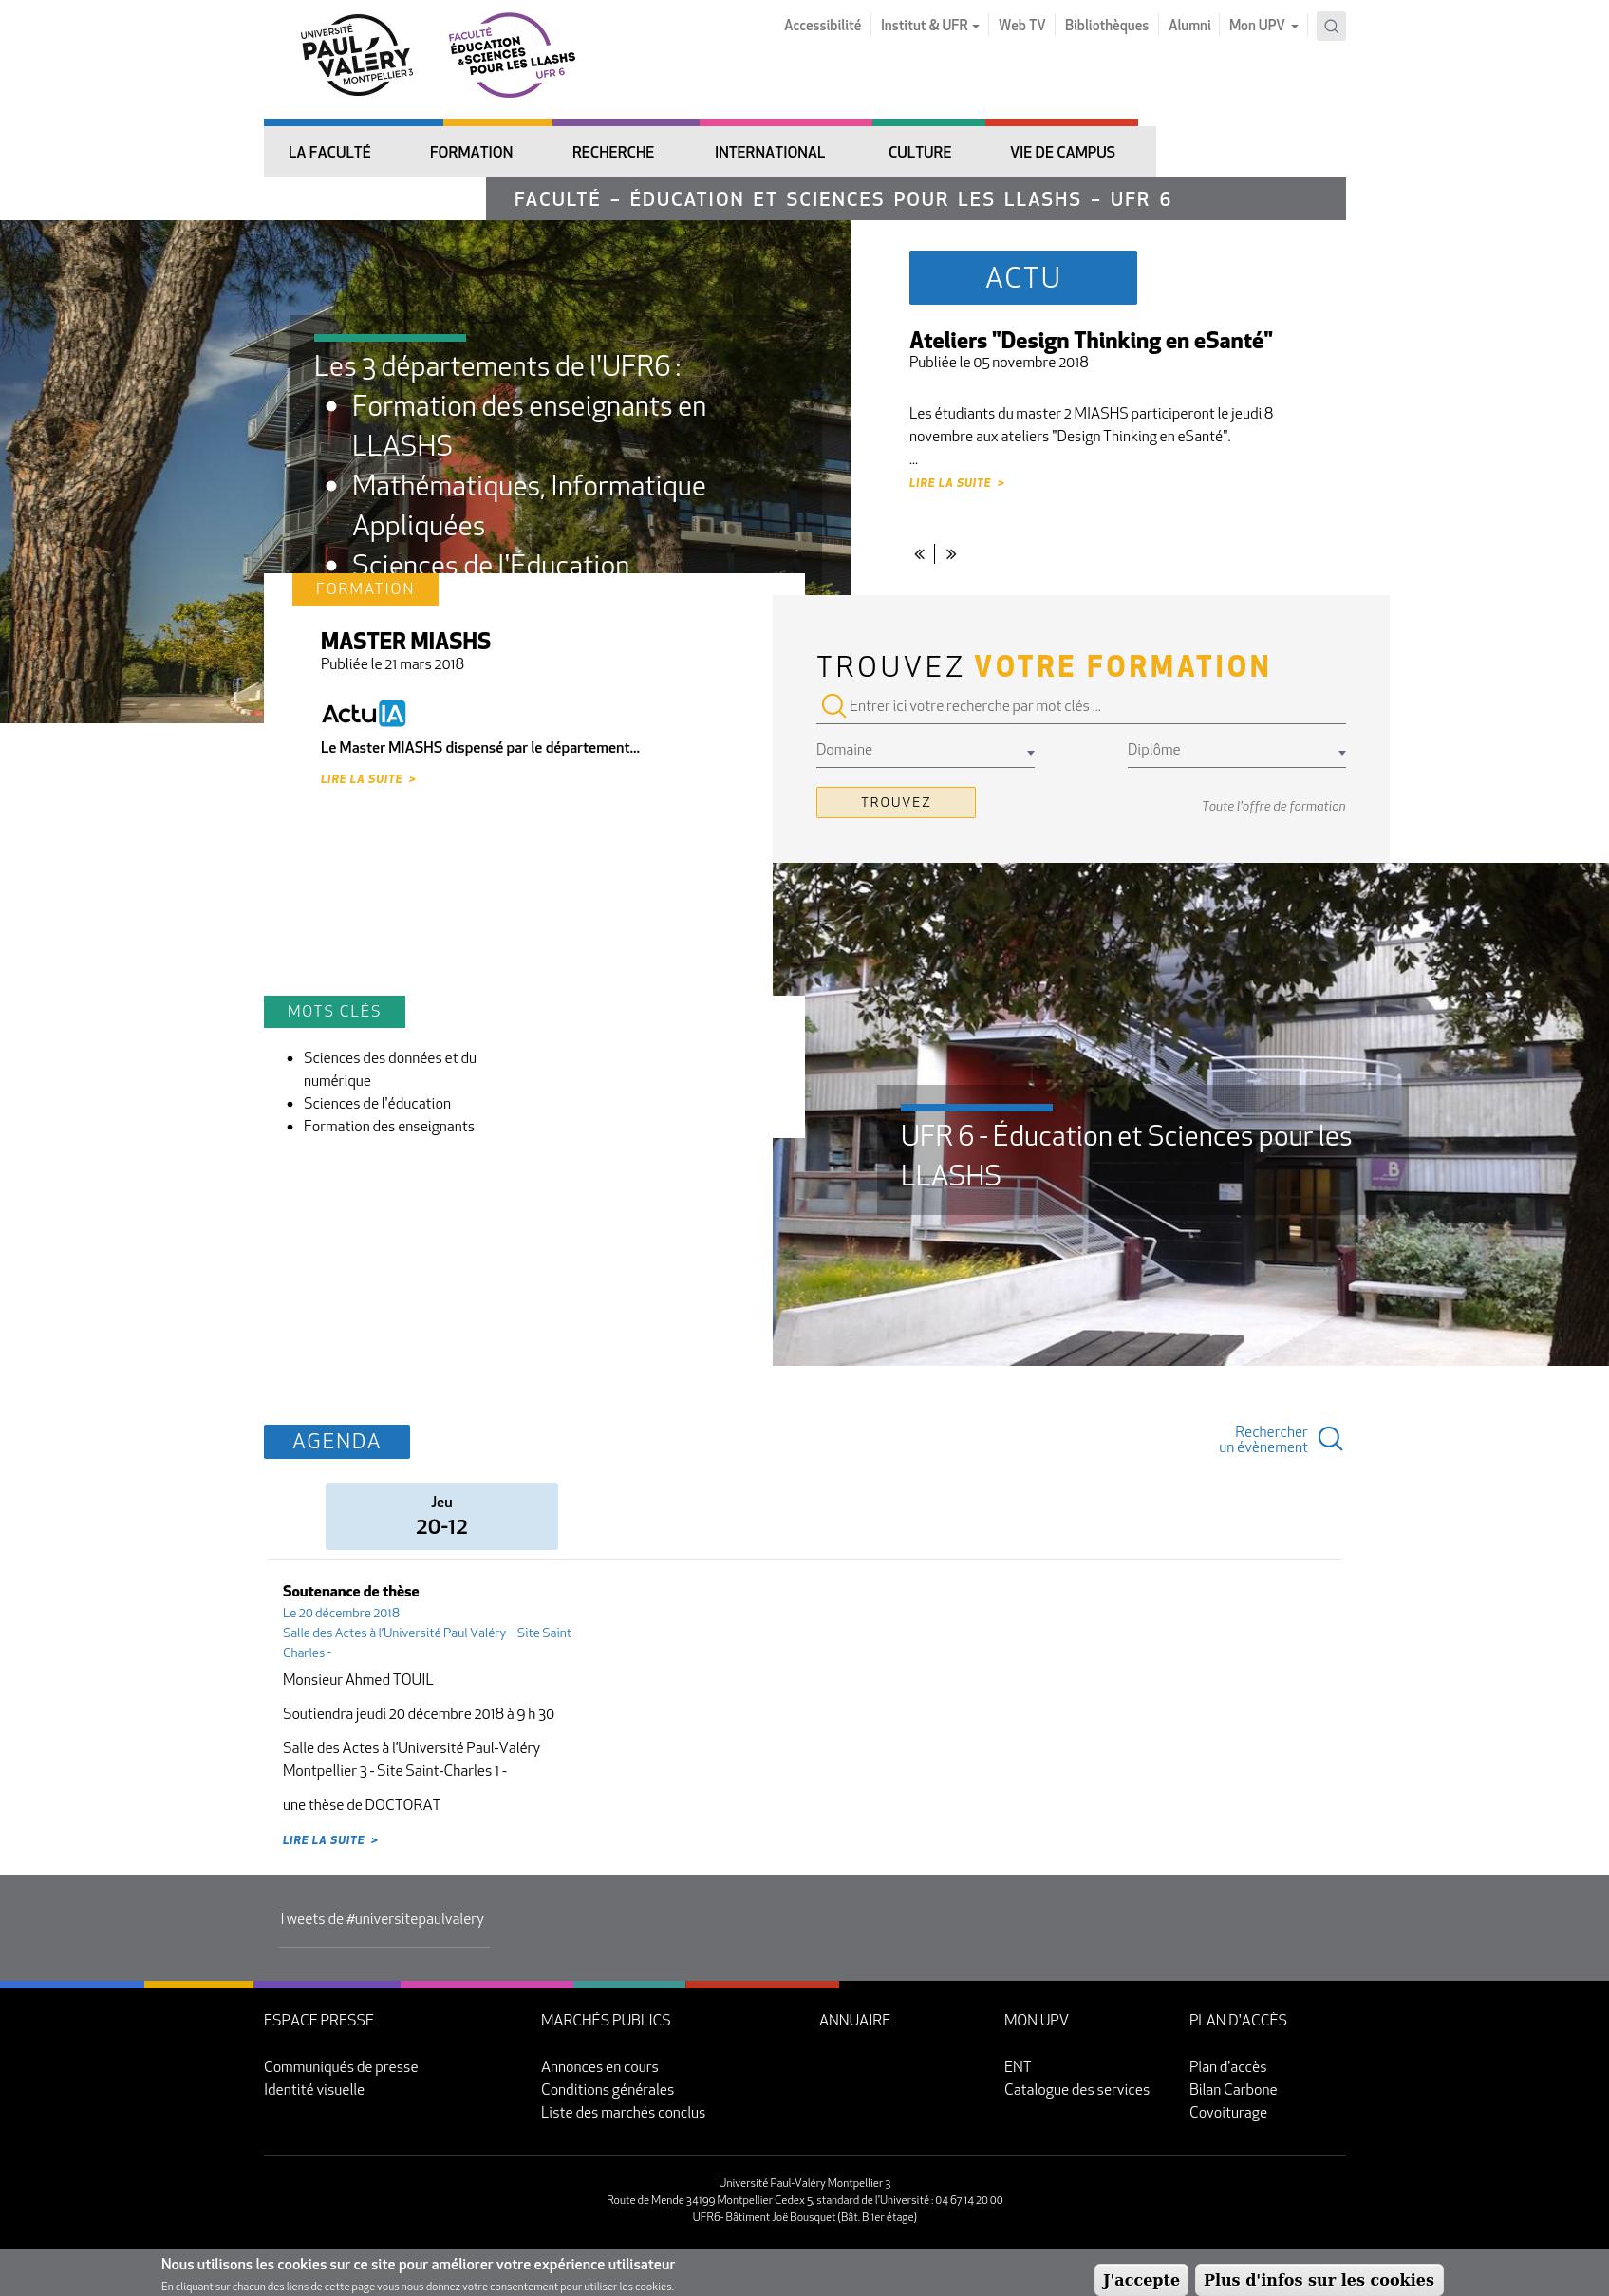 UNIVERSITÉ
PAUL
VALÉRY
MONTPELLIER 3
FACULTÉ
ÉDUCATION
& SCIENCES
POUR LES LLASHS
UFR 6
Accessibilité
Institut & UFR
Web TV
Bibliothèques
Alumni
Mon UPV
LA FACULTÉ
FORMATION
RECHERCHE
INTERNATIONAL
CULTURE
VIE DE CAMPUS
FACULTÉ – ÉDUCATION ET SCIENCES POUR LES LLASHS – UFR 6
Les 3 départements de l'UFR6 :
• Formation des enseignants en
LLASHS
• Mathématiques, Informatique
Appliquées
• Sciences de l'Éducation
ACTU
Ateliers "Design Thinking en eSanté"
Publiée le 05 novembre 2018
Les étudiants du master 2 MIASHS participeront le jeudi 8
novembre aux ateliers "Design Thinking en eSanté".
...
LIRE LA SUITE >
« | »
FORMATION
MASTER MIASHS
Publiée le 21 mars 2018
ActuIA
Le Master MIASHS dispensé par le département...
LIRE LA SUITE >
TROUVEZ VOTRE FORMATION
Entrer ici votre recherche par mot clés ...
Domaine
Diplôme
TROUVEZ
Toute l'offre de formation
MOTS CLÉS
• Sciences des données et du
numérique
• Sciences de l'éducation
• Formation des enseignants
UFR 6 - Éducation et Sciences pour les
LLASHS
B
AGENDA
Rechercher
un évènement
Jeu
20-12
Soutenance de thèse
Le 20 décembre 2018
Salle des Actes à l'Université Paul Valéry – Site Saint
Charles -
Monsieur Ahmed TOUIL
Soutiendra jeudi 20 décembre 2018 à 9 h 30
Salle des Actes à l'Université Paul-Valéry
Montpellier 3 - Site Saint-Charles 1 -
une thèse de DOCTORAT
LIRE LA SUITE >
Tweets de #universitepaulvalery
ESPACE PRESSE
Communiqués de presse
Identité visuelle
MARCHÉS PUBLICS
Annonces en cours
Conditions générales
Liste des marchés conclus
ANNUAIRE
MON UPV
ENT
Catalogue des services
PLAN D'ACCÈS
Plan d'accès
Bilan Carbone
Covoiturage
Université Paul-Valéry Montpellier 3
Route de Mende 34199 Montpellier Cedex 5, standard de l'Université : 04 67 14 20 00
UFR6- Bâtiment Joë Bousquet (Bât. B 1er étage)
Nous utilisons les cookies sur ce site pour améliorer votre expérience utilisateur
En cliquant sur chacun des liens de cette page vous nous donnez votre consentement pour utiliser les cookies.
J'accepte
Plus d'infos sur les cookies